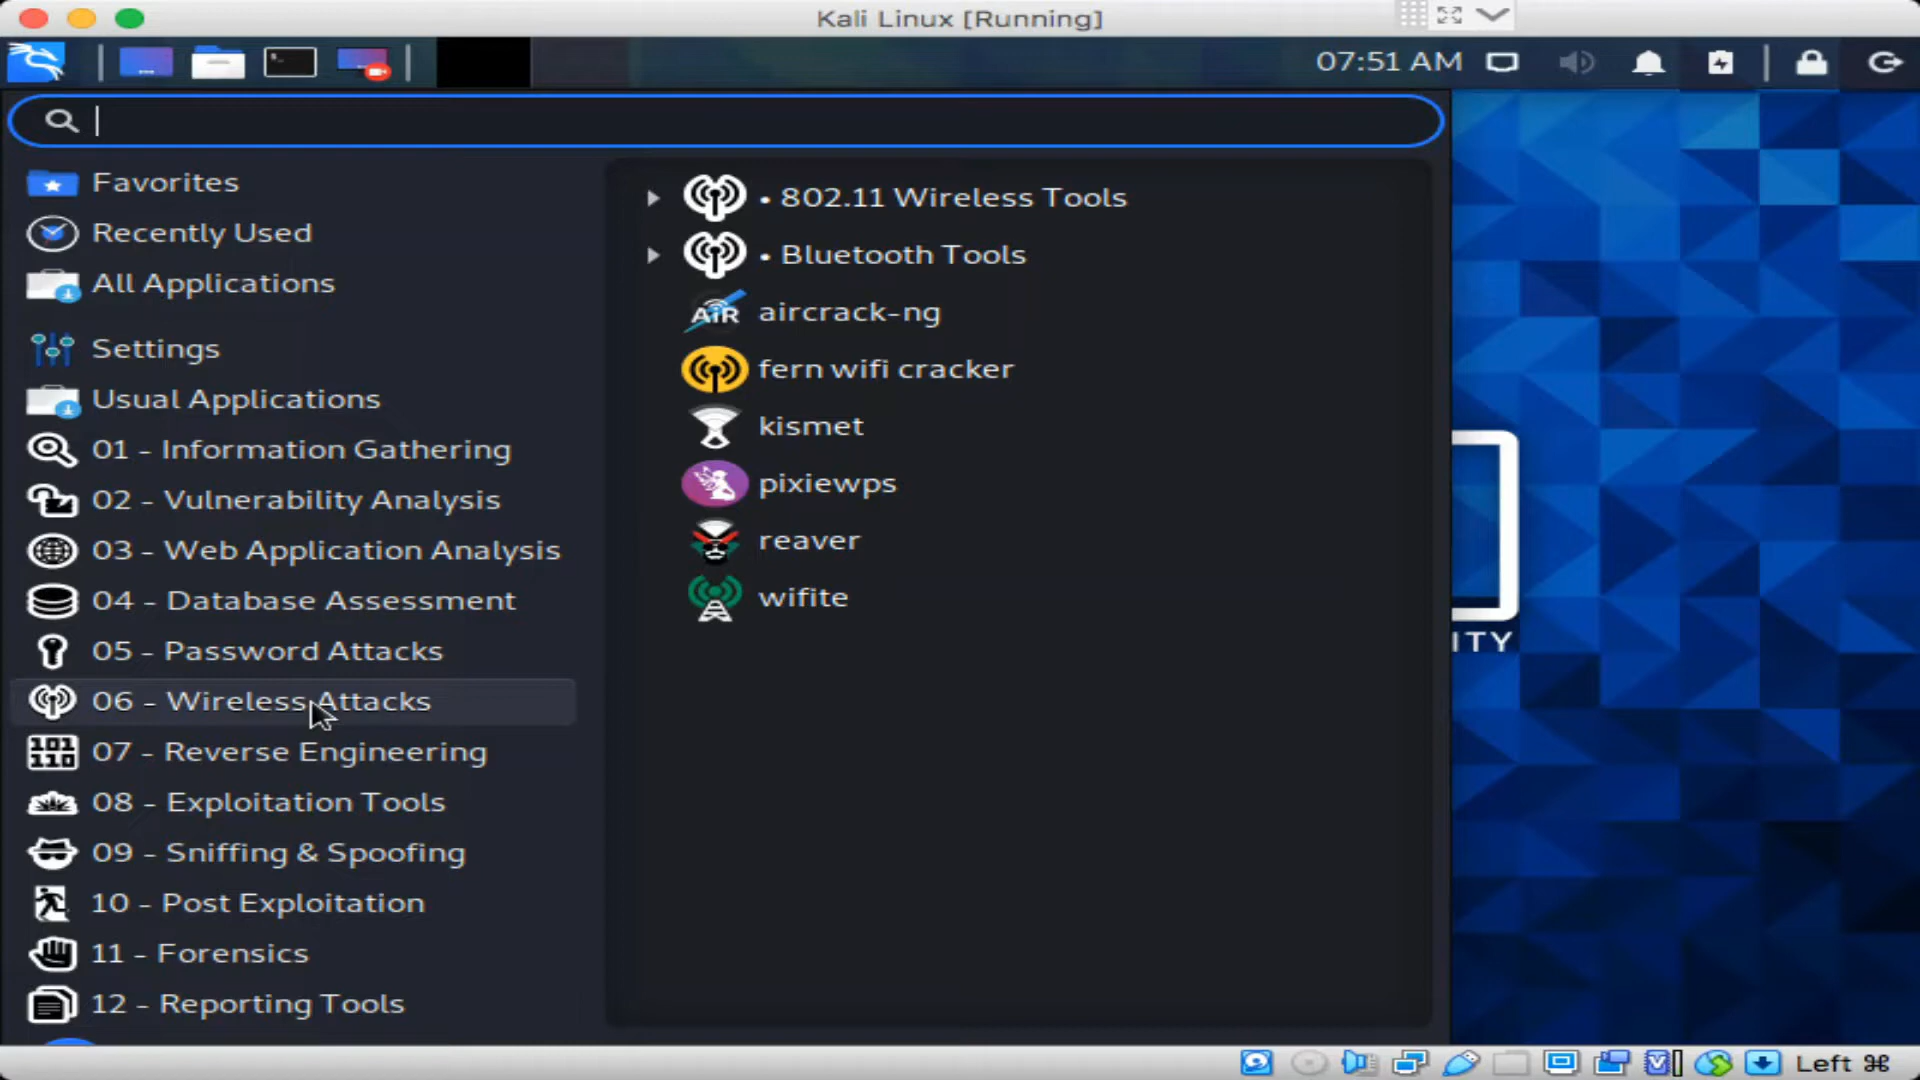 Kali Linux [Running]
07:51 AM
Favorites
Recently Used
All Applications
Settings
Usual Applications
01 - Information Gathering
02 - Vulnerability Analysis
03 - Web Application Analysis
04 - Database Assessment
05 - Password Attacks
06 - Wireless Attacks
07 - Reverse Engineering
08 - Exploitation Tools
09 - Sniffing & Spoofing
10 - Post Exploitation
11 - Forensics
12 - Reporting Tools
• 802.11 Wireless Tools
• Bluetooth Tools
AIR aircrack-ng
fern wifi cracker
kismet
pixiewps
reaver
wifite
ITY
Left ⌘